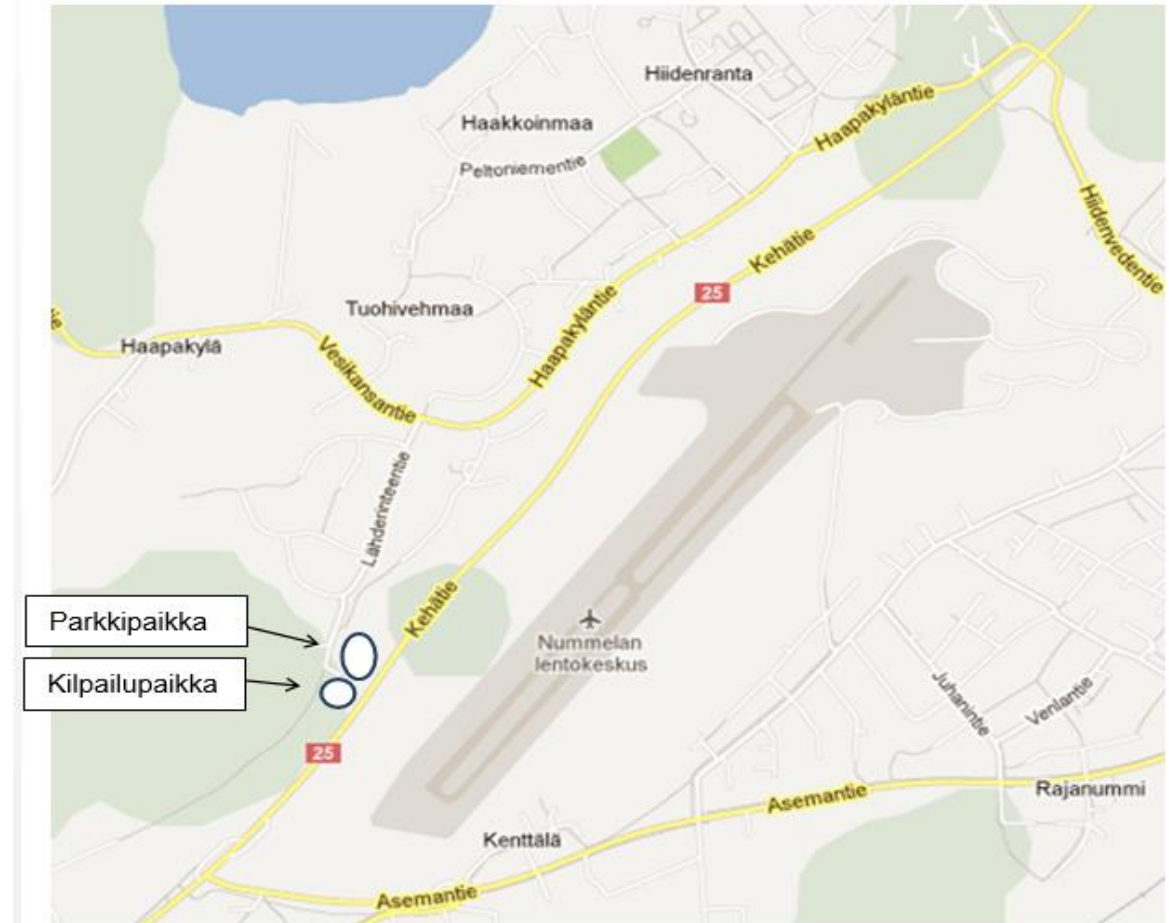 Hiidenranta
Haakkoinmaa
Haapakyläntie
Peltoniementie
Hiidenvedentie
Kehätie
25
Tuohivehmaa
tie
Haapakylä
Vesikansantie
Haapakyläntie
Lähderinteentie
Kehätie
Parkkipaikka
Kilpailupaikka
Nummelan
lentokeskus
Juhanintie
Venlantie
25
Rajanummi
Asemantie
Kenttälä
Asemantie